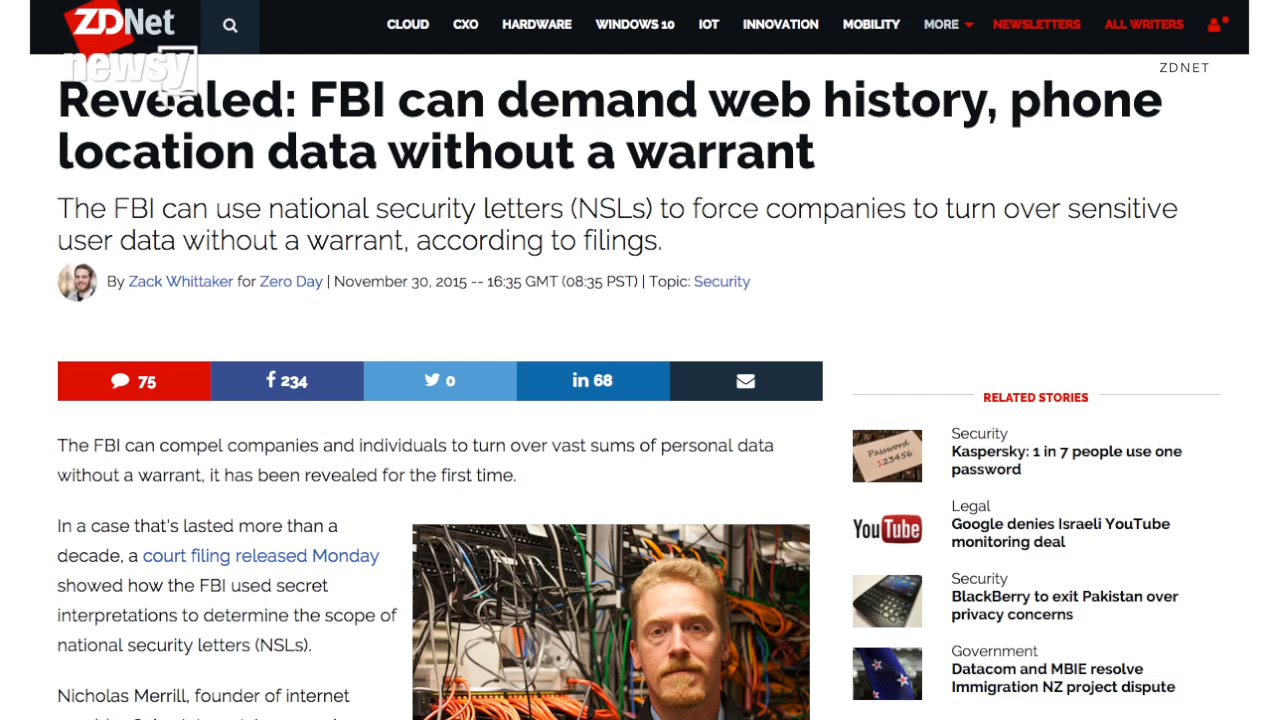 ZDNet
CLOUD CXO HARDWARE WINDOWS 10 IOT INNOVATION MOBILITY MORE NEWSLETTERS ALL WRITERS
newsy
ZDNET
Revealed: FBI can demand web history, phone
location data without a warrant
The FBI can use national security letters (NSLs) to force companies to turn over sensitive
user data without a warrant, according to filings.
By Zack Whittaker for Zero Day | November 30, 2015 -- 16:35 GMT (08:35 PST) | Topic: Security
75 f 234 0 in 68
The FBI can compel companies and individuals to turn over vast sums of personal data
without a warrant, it has been revealed for the first time.
In a case that's lasted more than a
decade, a court filing released Monday
showed how the FBI used secret
interpretations to determine the scope of
national security letters (NSLs).
Nicholas Merrill, founder of internet
RELATED STORIES
Password
123456
Security
Kaspersky: 1 in 7 people use one
password
YouTube
Legal
Google denies Israeli YouTube
monitoring deal
Security
BlackBerry to exit Pakistan over
privacy concerns
Government
Datacom and MBIE resolve
Immigration NZ project dispute